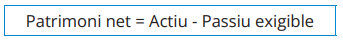 Patrimoni net = Actiu - Passiu exigible